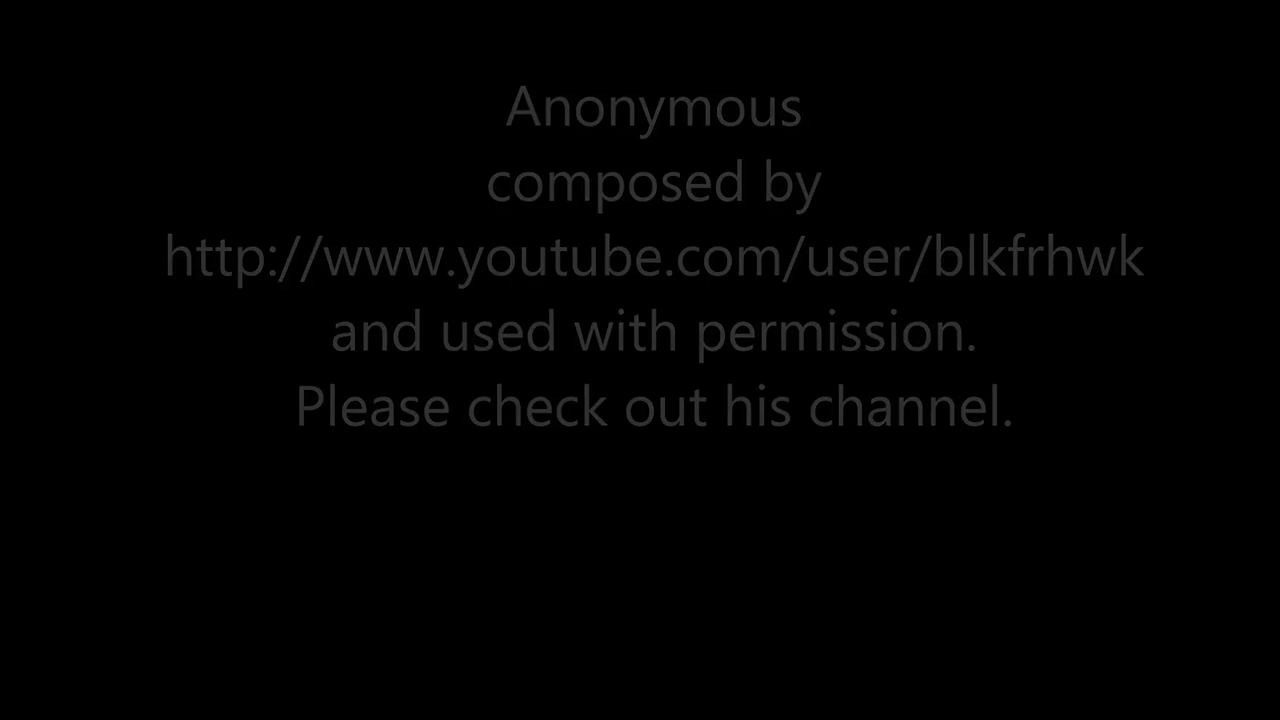 Anonymous
composed by
http://www.youtube.com/user/blkfrhwk
and used with permission.
Please check out his channel.